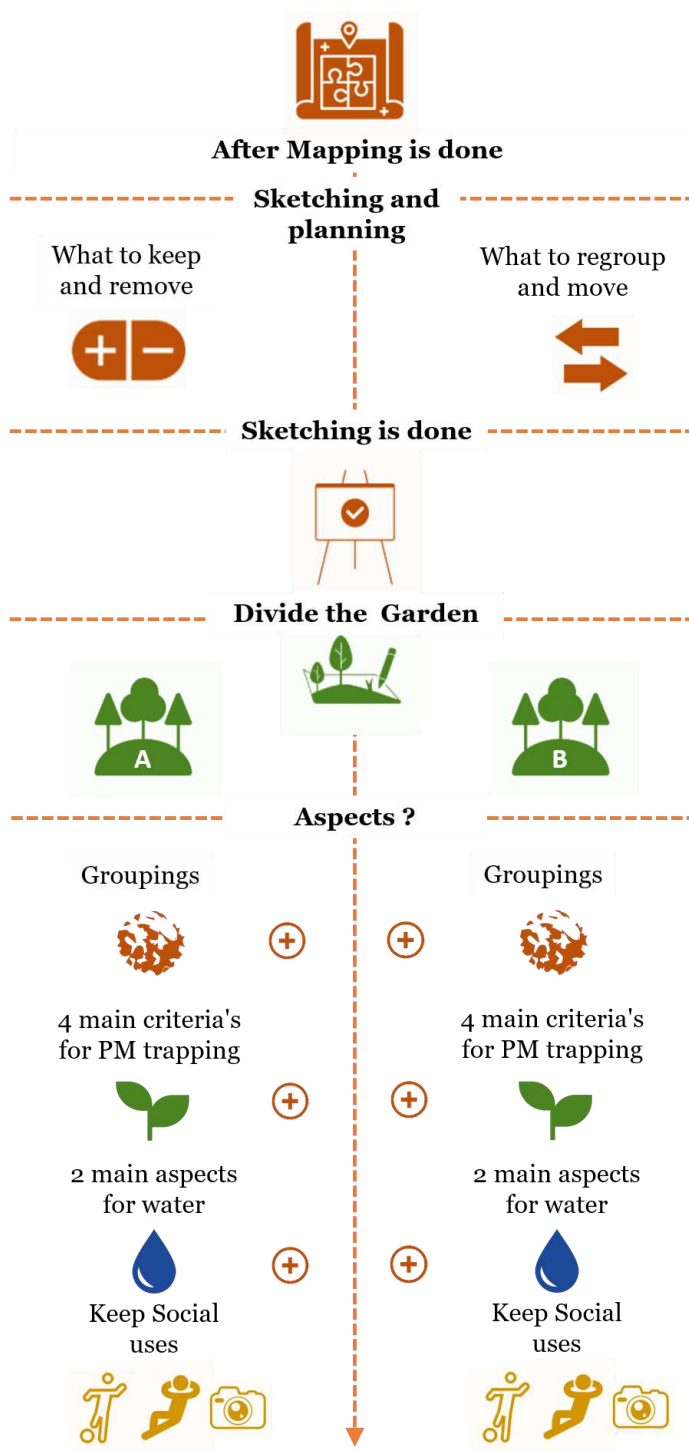 After Mapping is done
Sketching and
planning
What to keep
and remove
What to regroup
and move
Sketching is done
Divide the Garden
A
B
Aspects ?
Groupings
Groupings
4 main criteria's
for PM trapping
4 main criteria's
for PM trapping
2 main aspects
for water
2 main aspects
for water
Keep Social
uses
Keep Social
uses